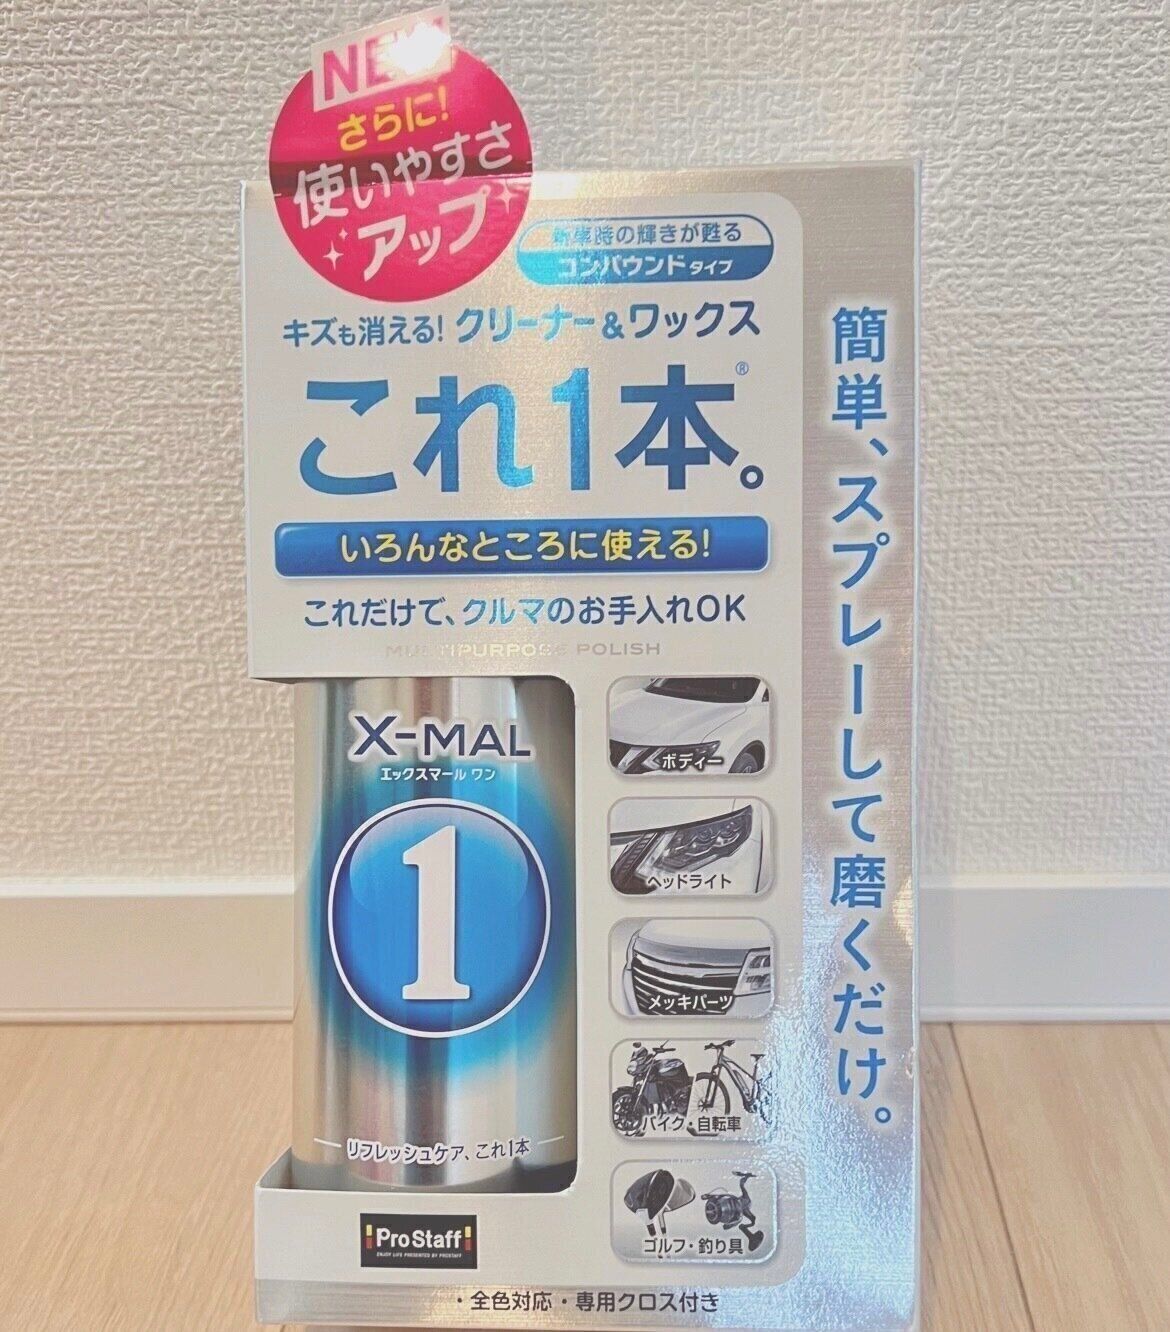 NEW
さらに!
使いやすさ
アップ
新車時の輝きが甦る
コンパウンドタイプ
キズも消える! クリーナー&ワックス
これ1本。®
いろんなところに使える!
これだけで、クルマのお手入れOK
MULTIPURPOSE POLISH
簡単、スプレーして磨くだけ。
X-MAL
エックスマール ワン
1
リフレッシュケア、これ1本
ボディー
ヘッドライト
メッキパーツ
バイク・自転車
ゴルフ・釣り具
ProStaff
ENJOY LIFE PRESENTED BY PROSTAFF
・全色対応・専用クロス付き